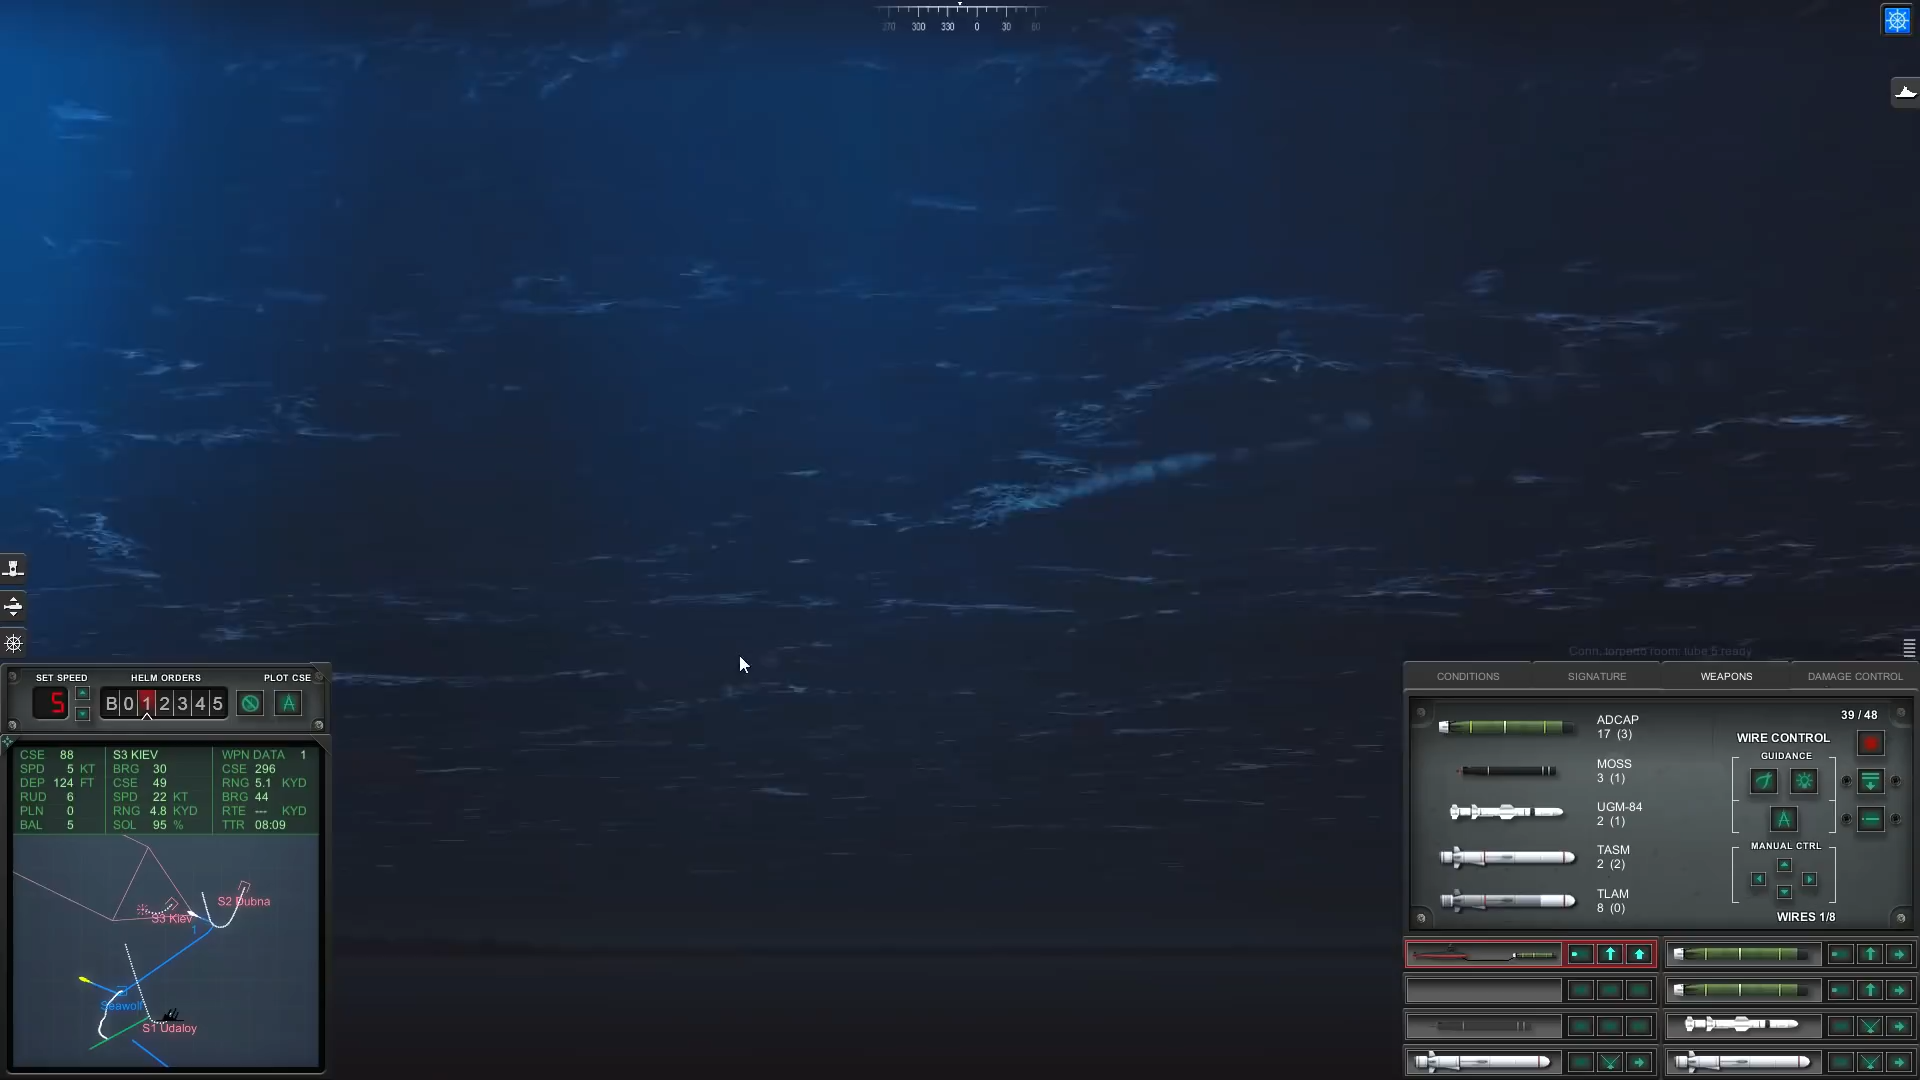 270 300 330 0 30 60
Conn, torpedo room: tube 5 ready
SET SPEED HELM ORDERS PLOT CSE
5 B 0 1 2 3 4 5
CSE 88
SPD 5 KT
DEP 124 FT
RUD 6
PLN 0
BAL 5
S3 KIEV
BRG 30
CSE 49
SPD 22 KT
RNG 4.8 KYD
SOL 95 %
WPN DATA 1
CSE 296
RNG 5.1 KYD
BRG 44
RTE --- KYD
TTR 08:09
S2 Dubna
S3 Kiev
1
Seawolf
S1 Udaloy
CONDITIONS SIGNATURE WEAPONS DAMAGE CONTROL
ADCAP
17 (3)
MOSS
3 (1)
UGM-84
2 (1)
TASM
2 (2)
TLAM
8 (0)
39 / 48
WIRE CONTROL
GUIDANCE
MANUAL CTRL
WIRES 1/8